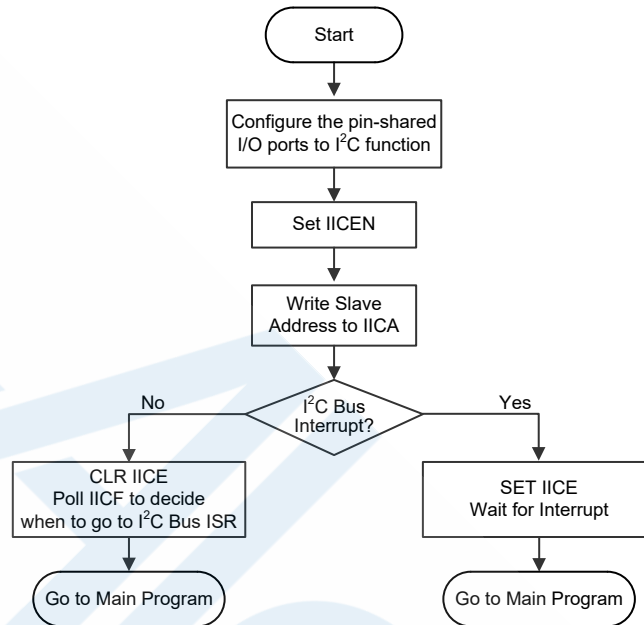 Start
Configure the pin-shared
I/O ports to I²C function
Set IICEN
Write Slave
Address to IICA
I²C Bus
Interrupt?
No
Yes
CLR IICE
Poll IICF to decide
when to go to I²C Bus ISR
SET IICE
Wait for Interrupt
Go to Main Program
Go to Main Program